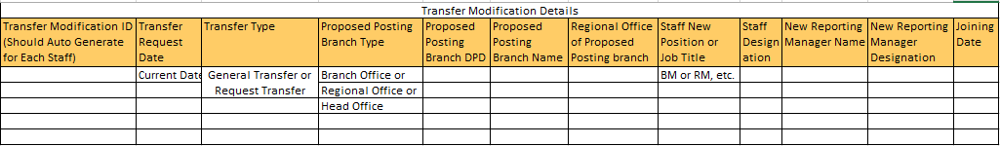 Transfer Modification Details
Transfer Modification ID Transfer Transfer Type Proposed Posting Proposed Proposed Regional Office Staff New Staff New Reporting New Reporting Joining
(Should Auto Generate Request Branch Type Posting Posting of Proposed Position or Design Manager Name Manager Date
for Each Staff) Date Branch DPD Branch Name Posting branch Job Title ation Designation
Current Date General Transfer or Branch Office or BM or RM, etc.
Request Transfer Regional Office or
Head Office